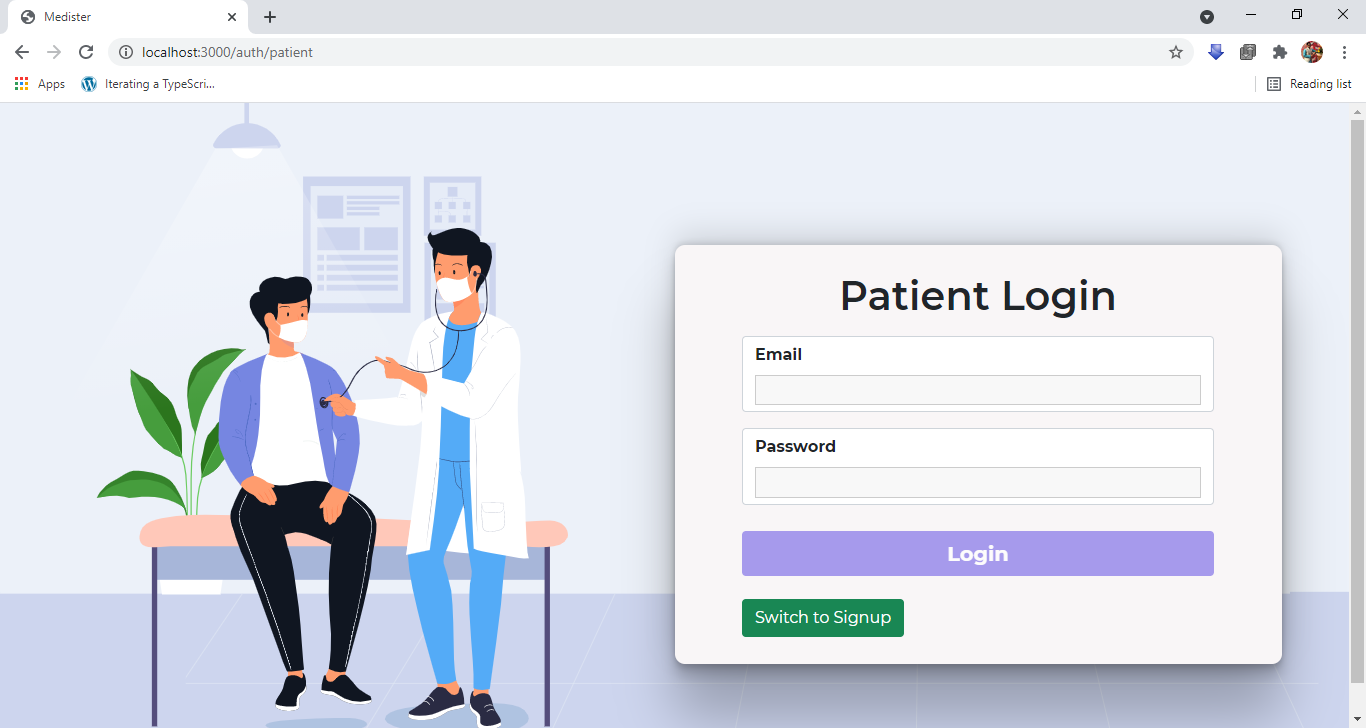 Medister
localhost:3000/auth/patient
Apps
Iterating a TypeScri...
Reading list
Patient Login
Email
Password
Login
Switch to Signup